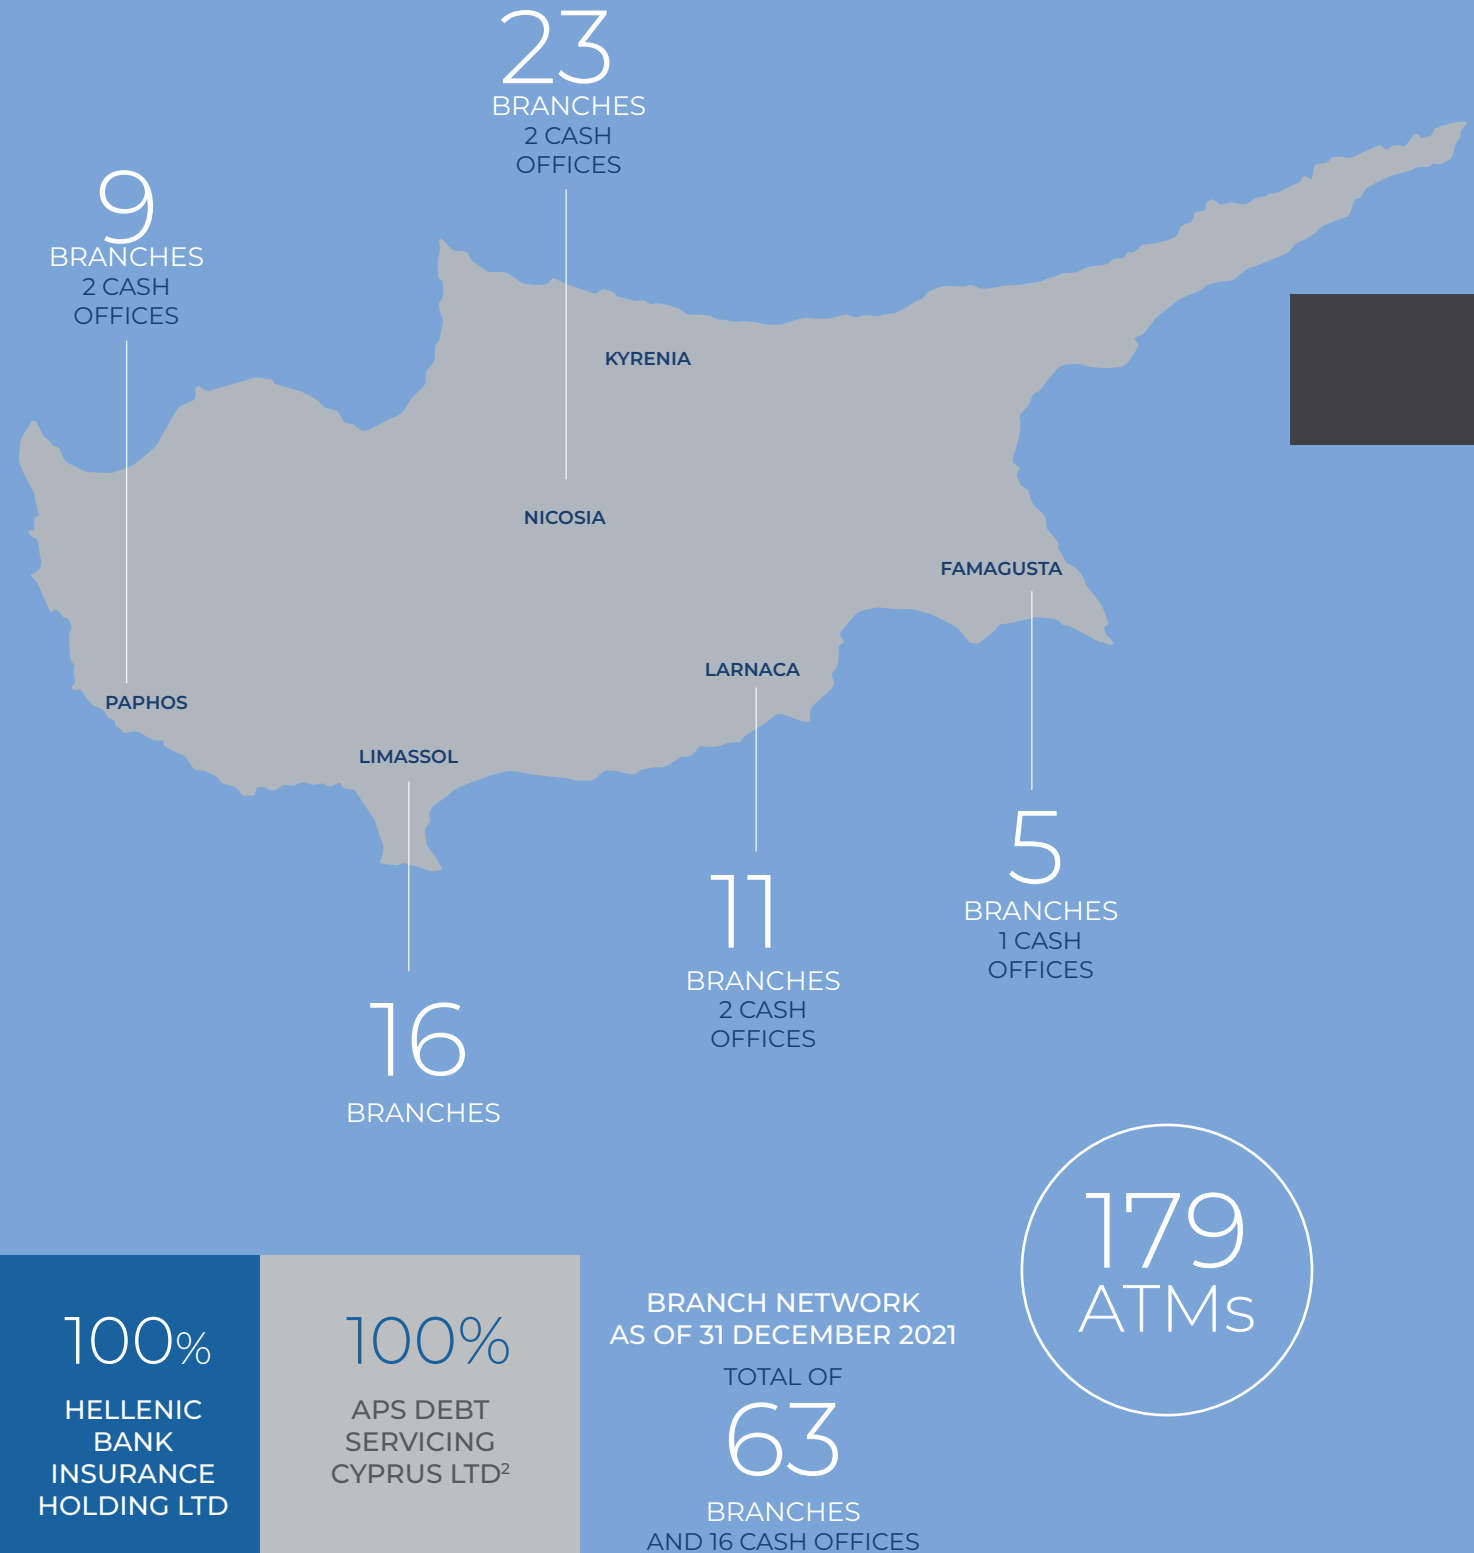 23
BRANCHES
2 CASH
OFFICES
9
BRANCHES
2 CASH
OFFICES
KYRENIA
NICOSIA
FAMAGUSTA
LARNACA
PAPHOS
LIMASSOL
5
BRANCHES
1 CASH
OFFICES
11
BRANCHES
2 CASH
OFFICES
16
BRANCHES
179
ATMs
100%
HELLENIC
BANK
INSURANCE
HOLDING LTD
100%
APS DEBT
SERVICING
CYPRUS LTD²
BRANCH NETWORK
AS OF 31 DECEMBER 2021
TOTAL OF
63
BRANCHES
AND 16 CASH OFFICES